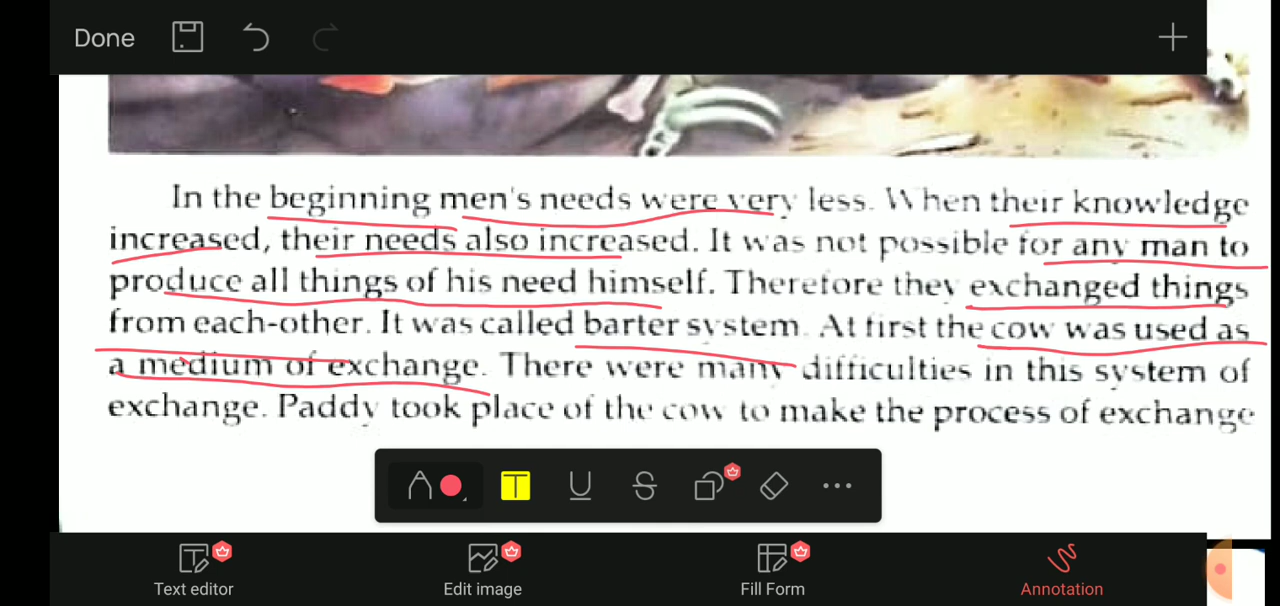 Done
In the beginning men's needs were very less. When their knowledge
increased, their needs also increased. It was not possible for any man to
produce all things of his need himself. Therefore they exchanged things
from each-other. It was called barter system. At first the cow was used as
a medium of exchange. There were many difficulties in this system of
exchange. Paddy took place of the cow to make the process of exchange
Text editor
Edit image
Fill Form
Annotation